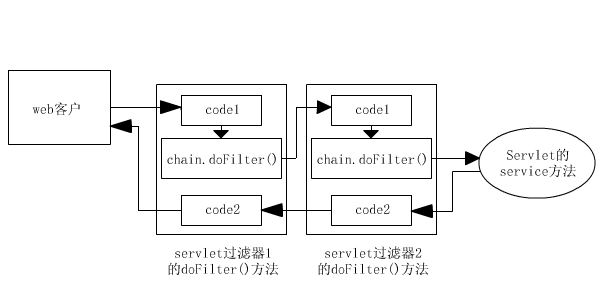 web客户
code1
chain.doFilter()
code2
servlet过滤器1
的doFilter()方法
code1
chain.doFilter()
code2
servlet过滤器2
的doFilter()方法
Servlet的
service方法